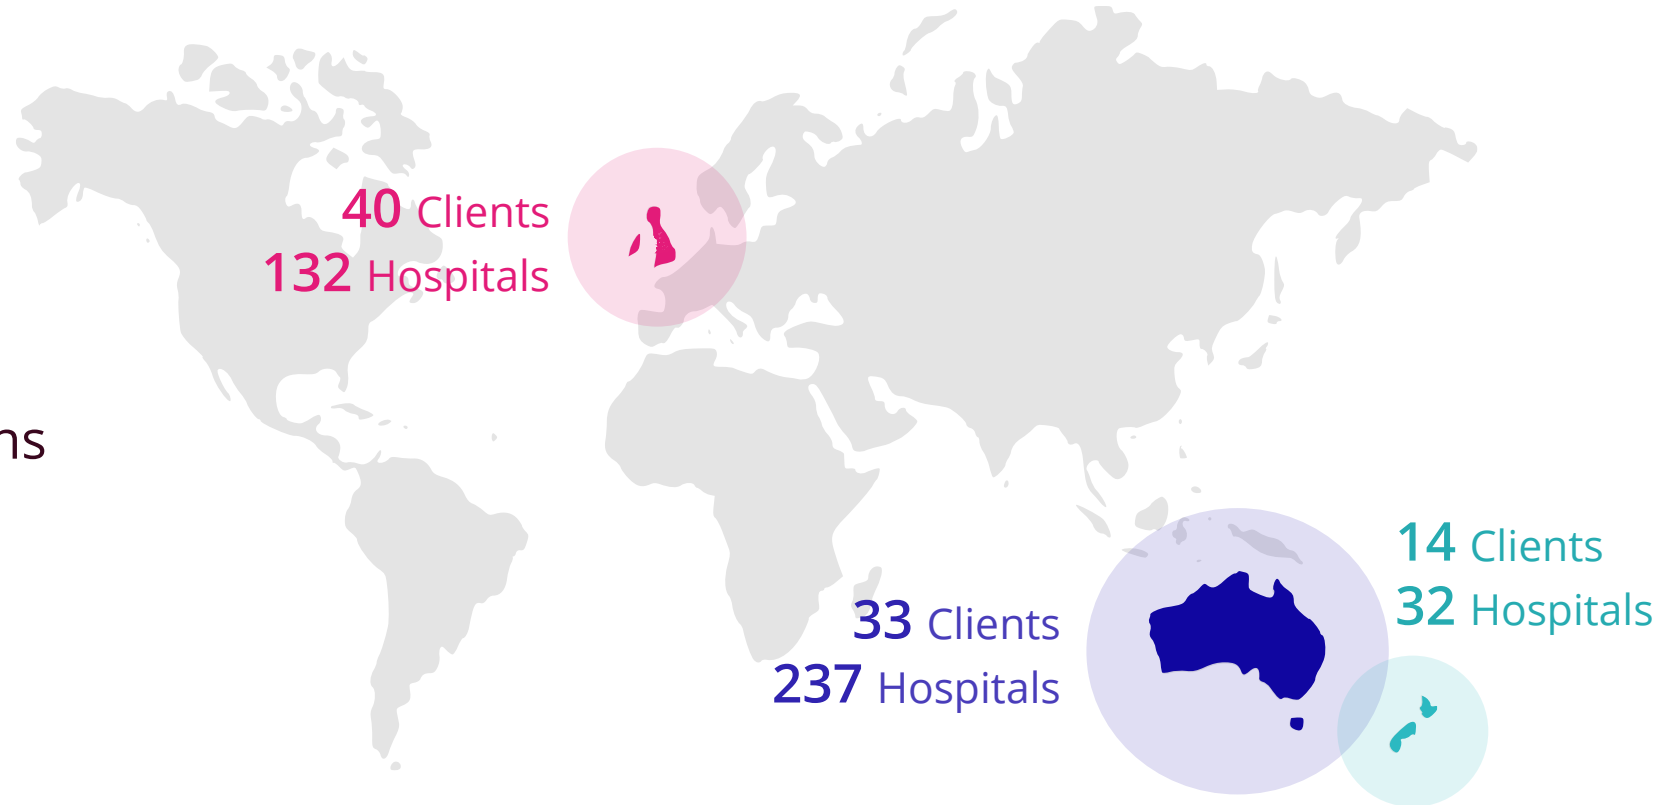 40 Clients
132 Hospitals
ns
14 Clients
32 Hospitals
33 Clients
237 Hospitals